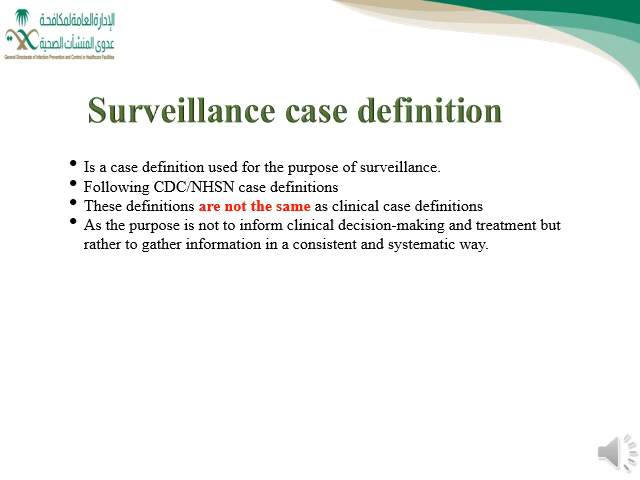 الإدارة العامة لمكافحة
عدوى المنشآت الصحية
General Directorate of Infection Prevention and Control in Healthcare Facilities
Surveillance case definition
• Is a case definition used for the purpose of surveillance.
• Following CDC/NHSN case definitions
• These definitions are not the same as clinical case definitions
• As the purpose is not to inform clinical decision-making and treatment but
rather to gather information in a consistent and systematic way.